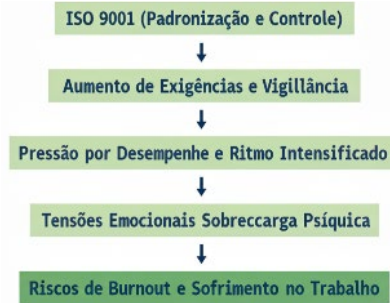 ISO 9001 (Padronização e Controle)
Aumento de Exigências e Vigillância
Pressão por Desempenhe e Ritmo Intensificado
Tensões Emocionais Sobreccarga Psíquica
Riscos de Burnout e Sofrimento no Trabalho